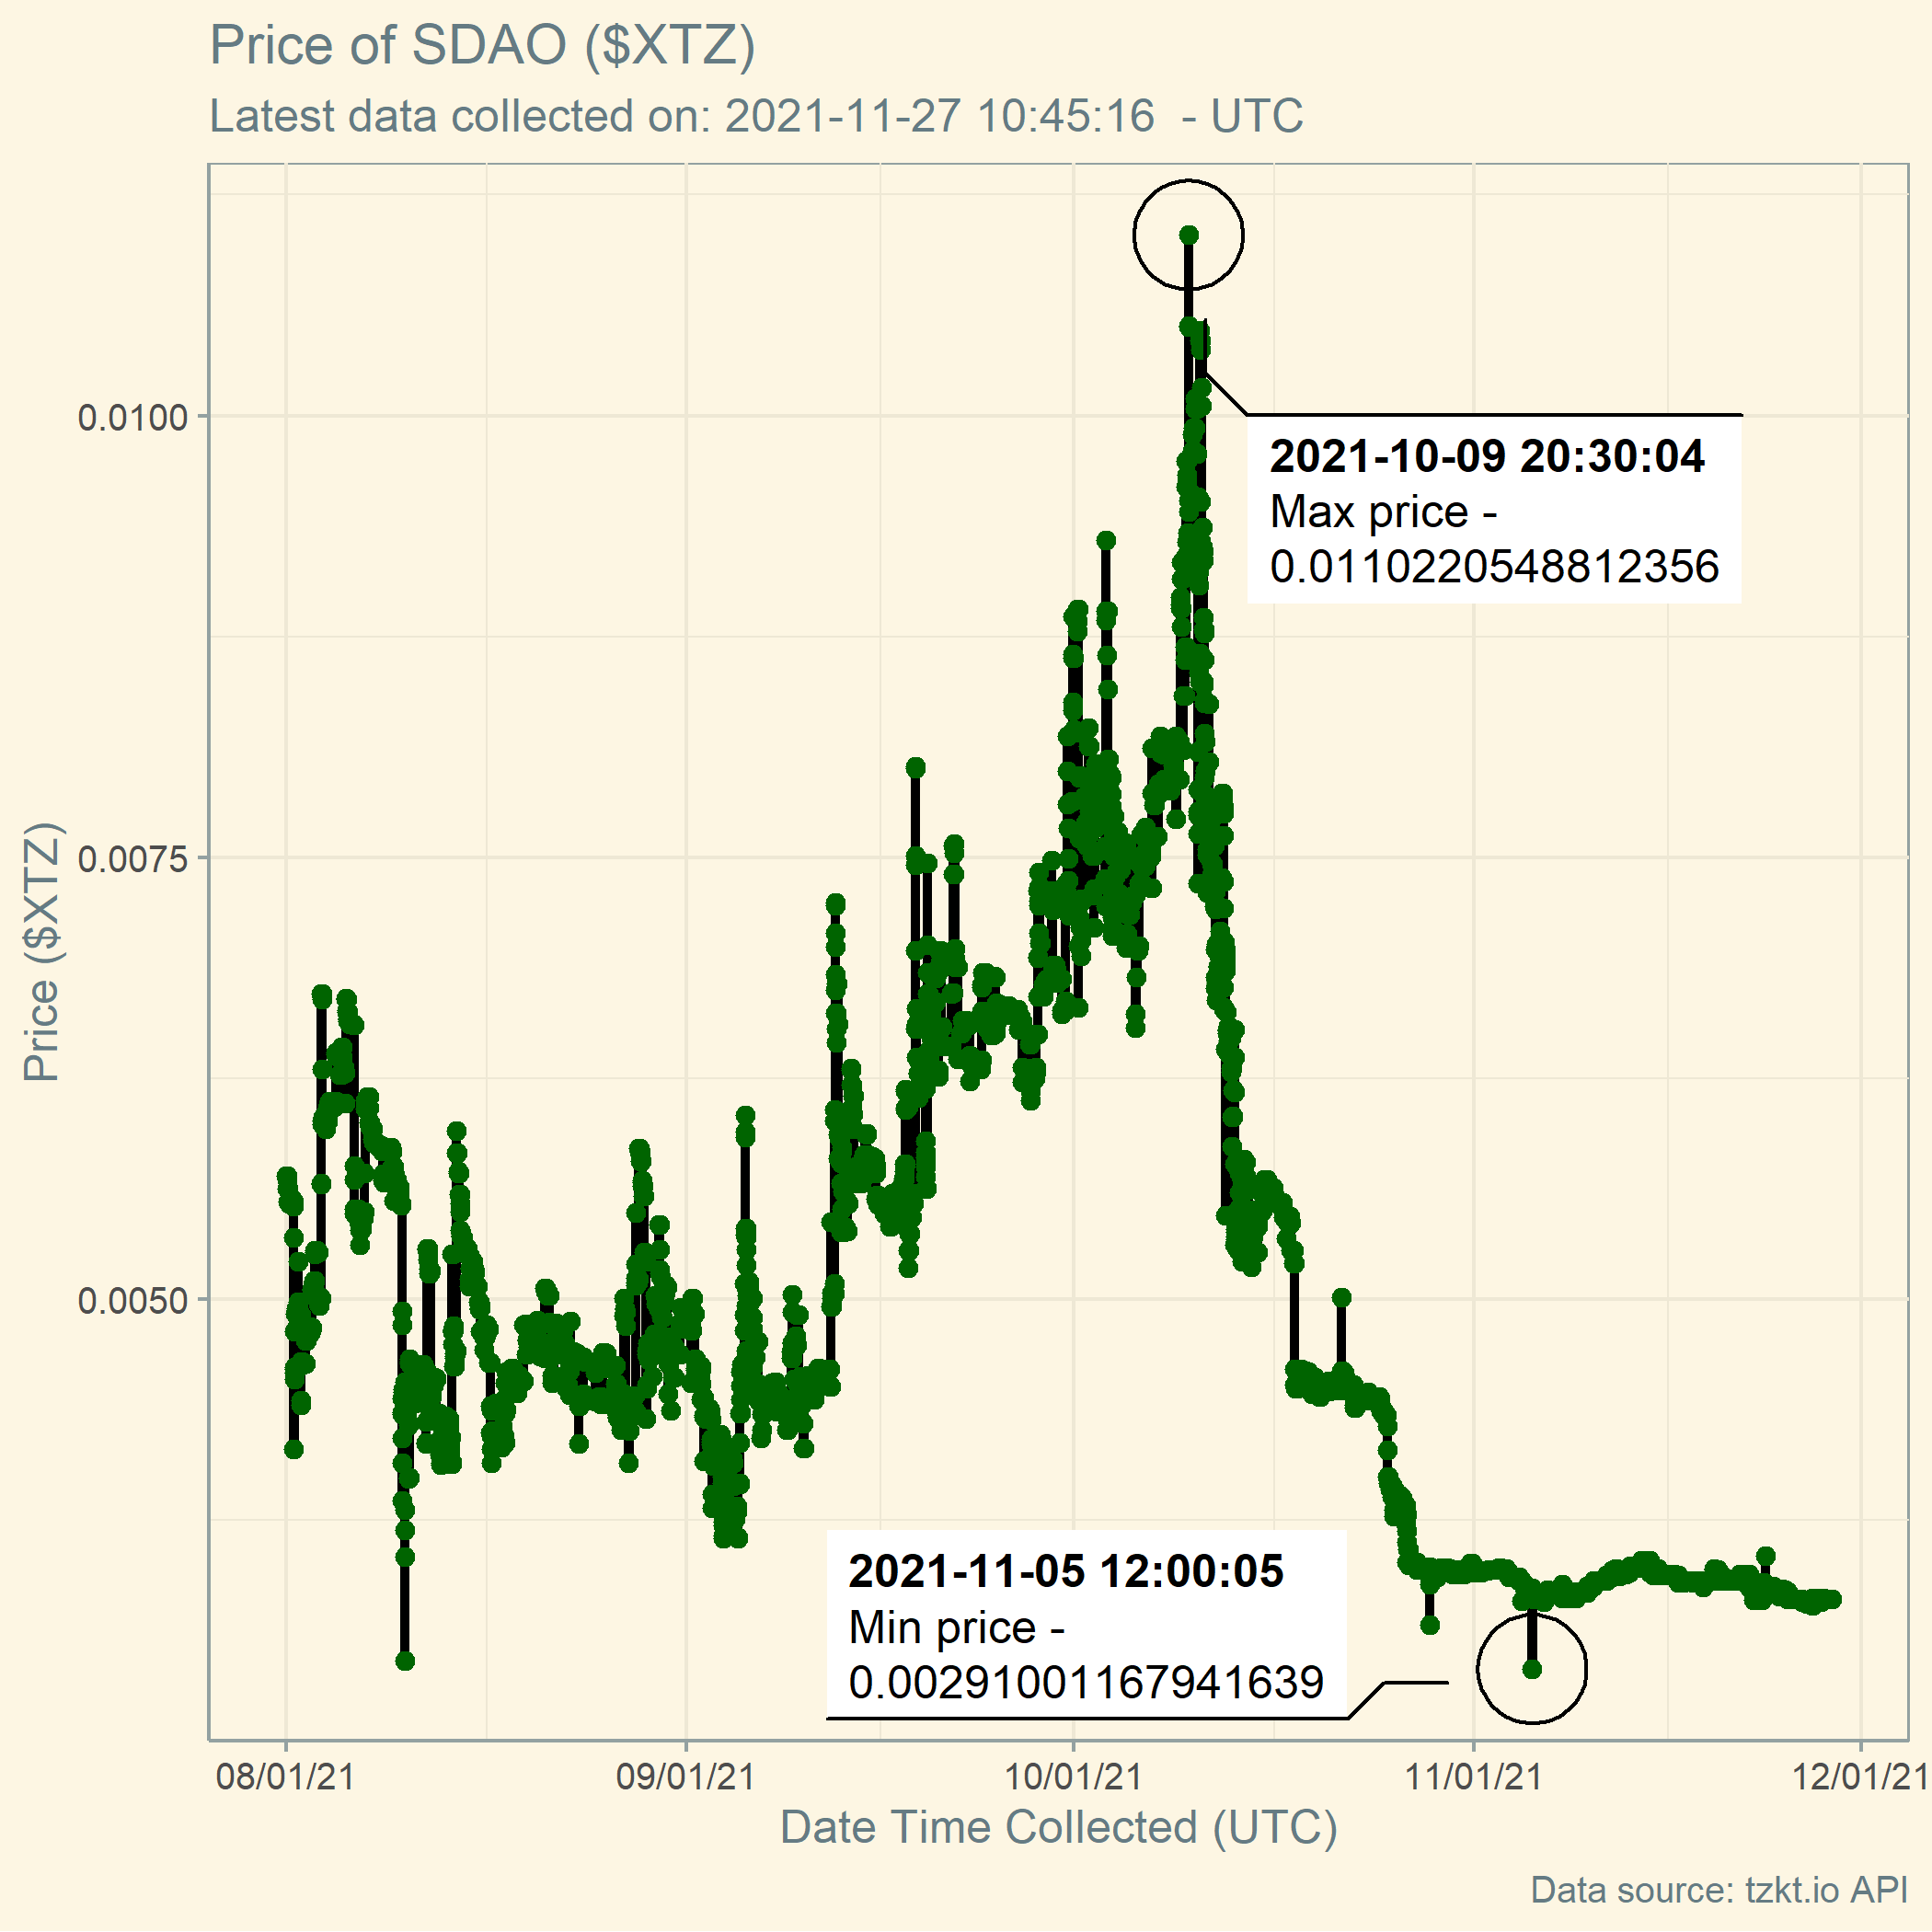 Price of SDAO ($XTZ)
Latest data collected on: 2021-11-27 10:45:16  - UTC
0.0100
0.0075
0.0050
Price ($XTZ)
2021-10-09 20:30:04
Max price -
0.0110220548812356
2021-11-05 12:00:05
Min price -
0.00291001167941639
08/01/21
09/01/21
10/01/21
11/01/21
12/01/21
Date Time Collected (UTC)
Data source: tzkt.io API